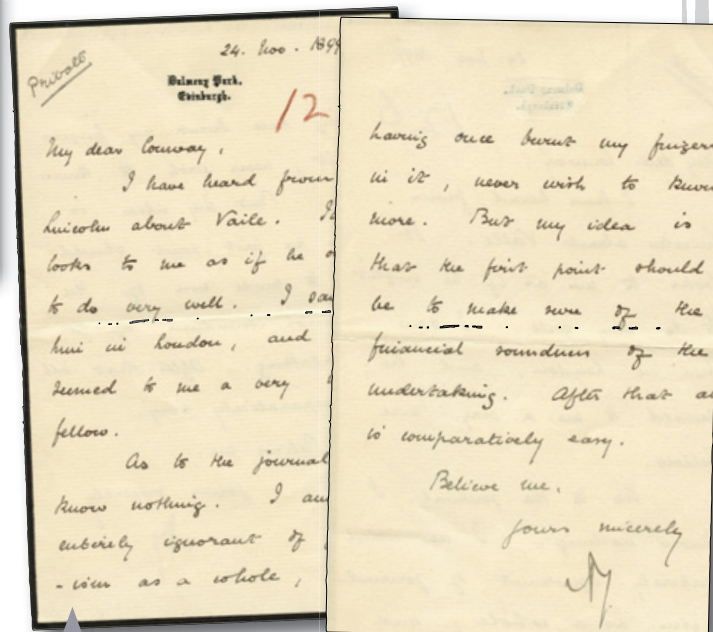 Private
24. Nov. 1899
Dalmeny Park,
Edinburgh.
12
My dear Conway,
I have heard from
Lincoln about Vaile.
looks to me as if he
to do very well. I
him in London, and
seemed to me a very
fellow.
As to the journal
know nothing. I am
entirely ignorant of
-ism as a whole,
having once burnt my fingers
in it, never wish to know
more. But my idea is
that the first point should
be to make sure of the
financial soundness of the
undertaking. After that
is comparatively easy.
Believe me,
Yours sincerely